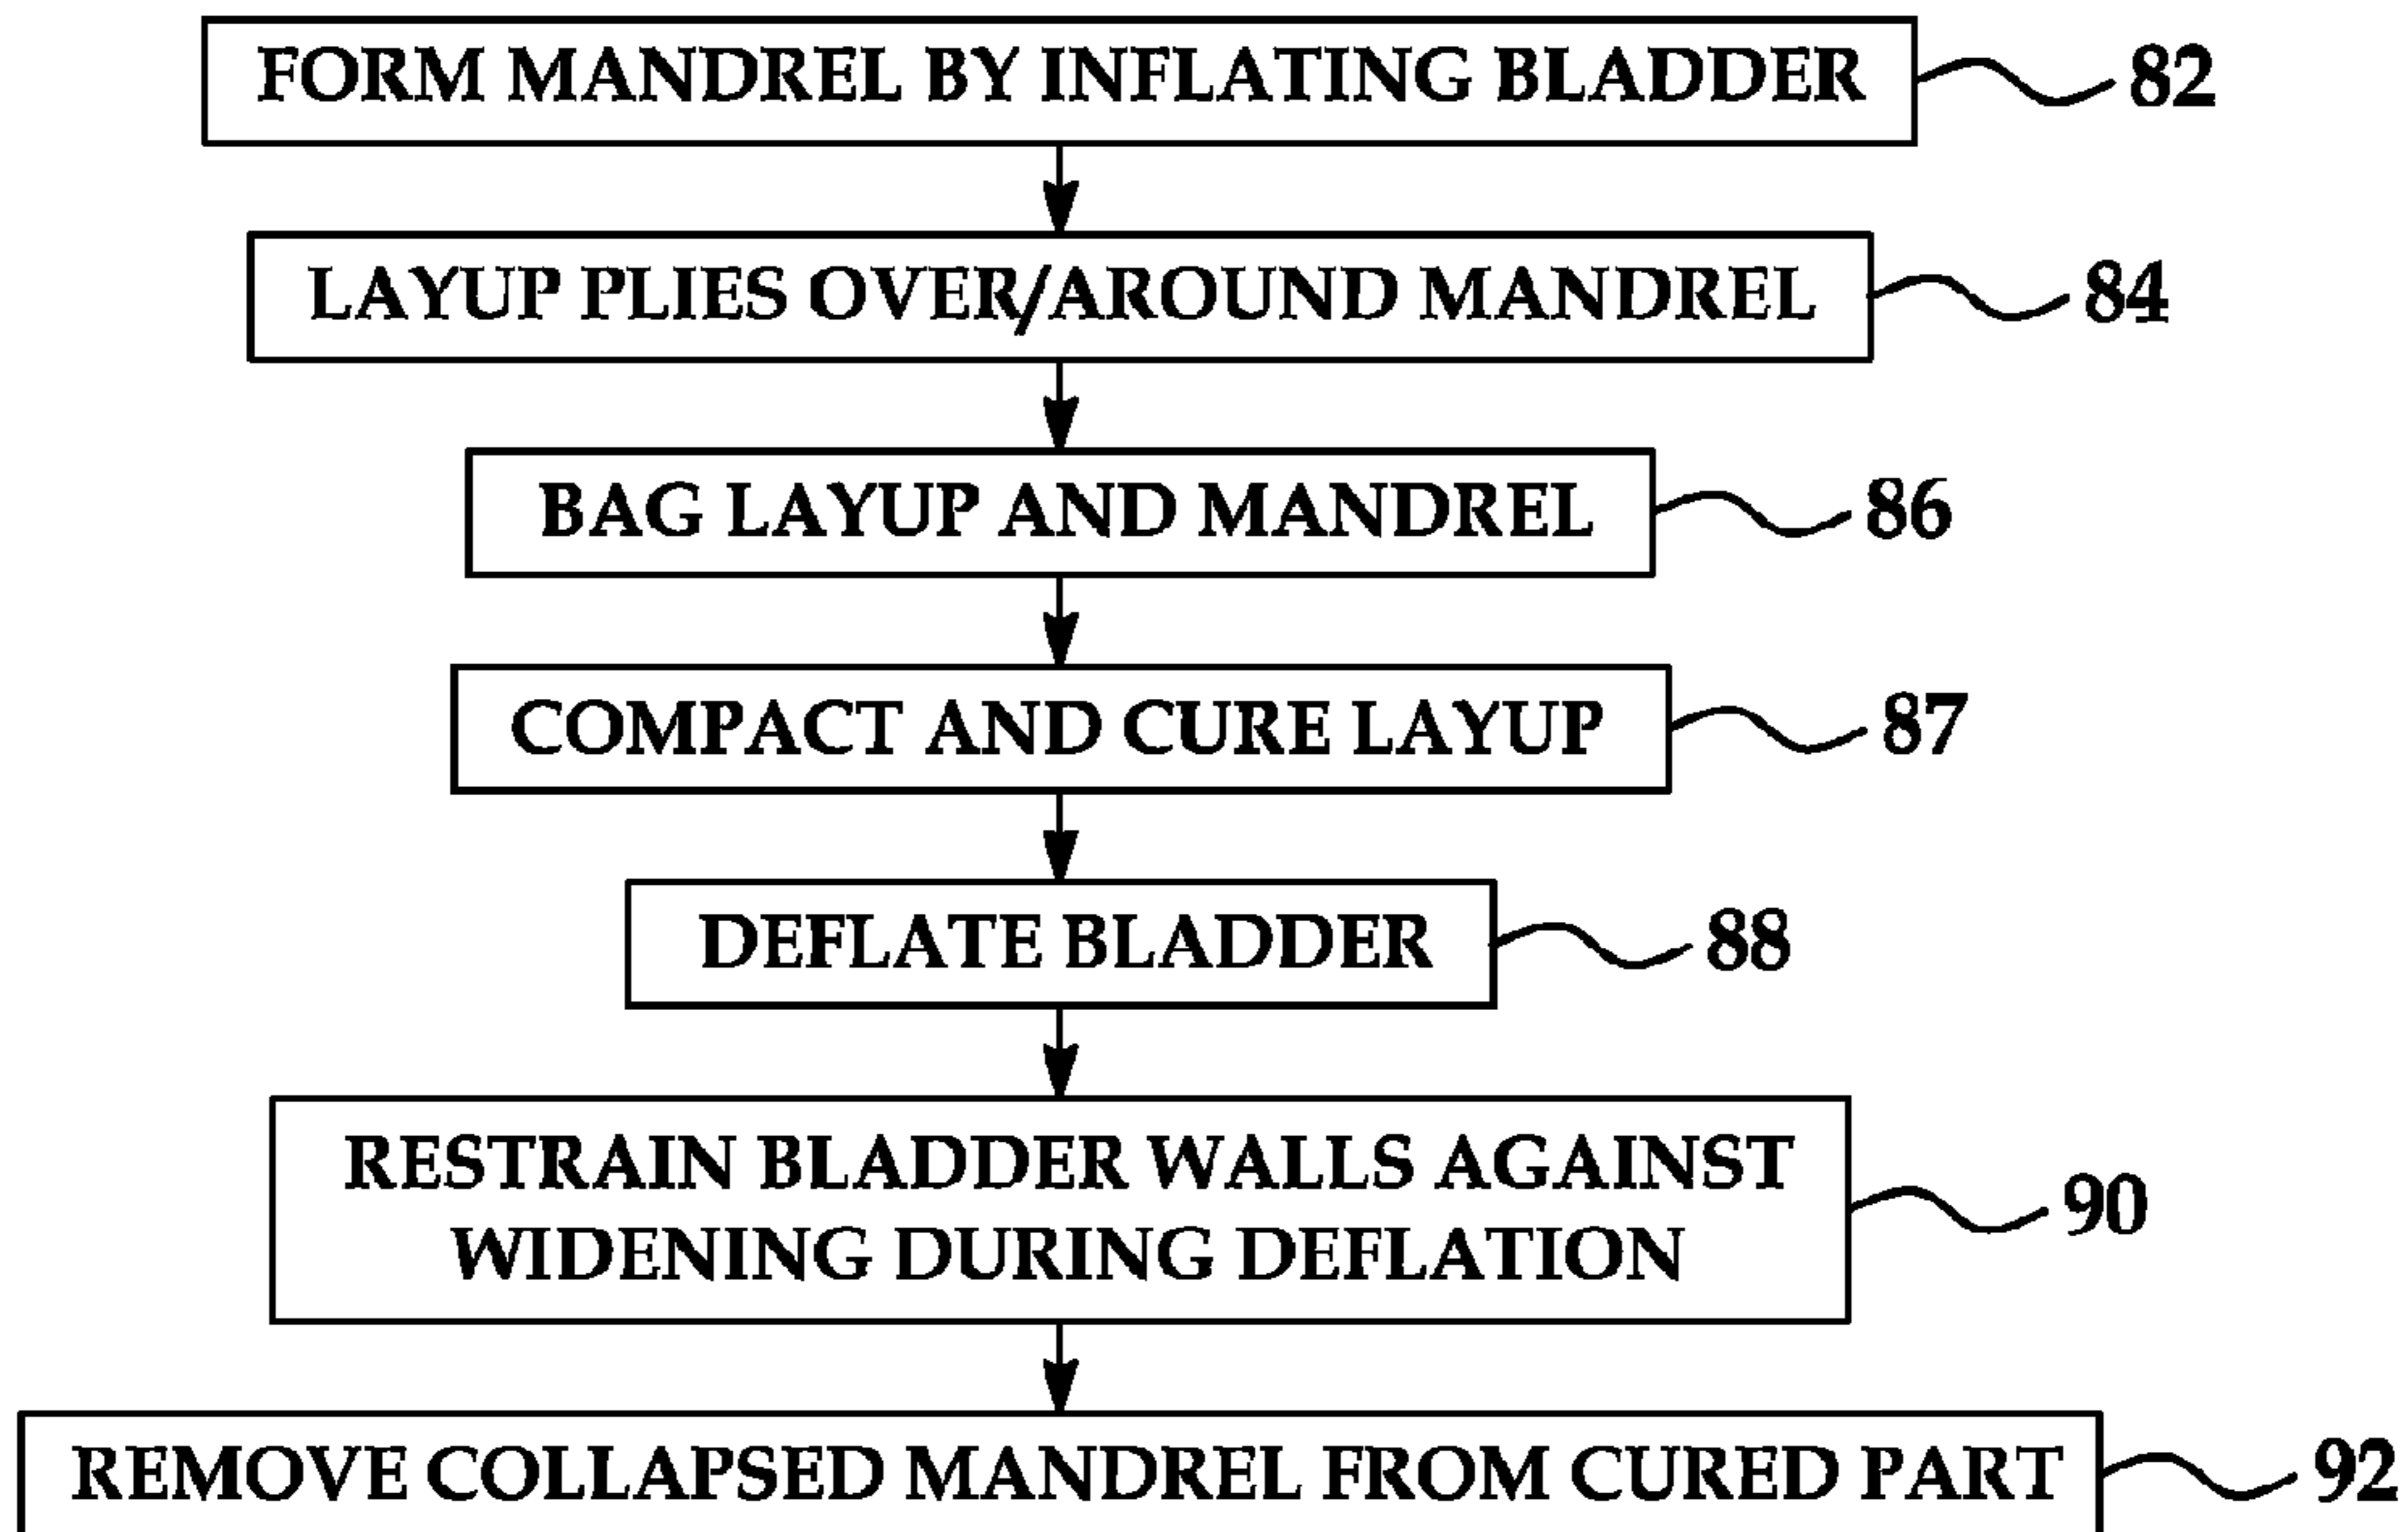 FORM MANDREL BY INFLATING BLADDER 82
LAYUP PLIES OVER/AROUND MANDREL 84
BAG LAYUP AND MANDREL 86
COMPACT AND CURE LAYUP 87
DEFLATE BLADDER 88
RESTRAIN BLADDER WALLS AGAINST
WIDENING DURING DEFLATION 90
REMOVE COLLAPSED MANDREL FROM CURED PART 92